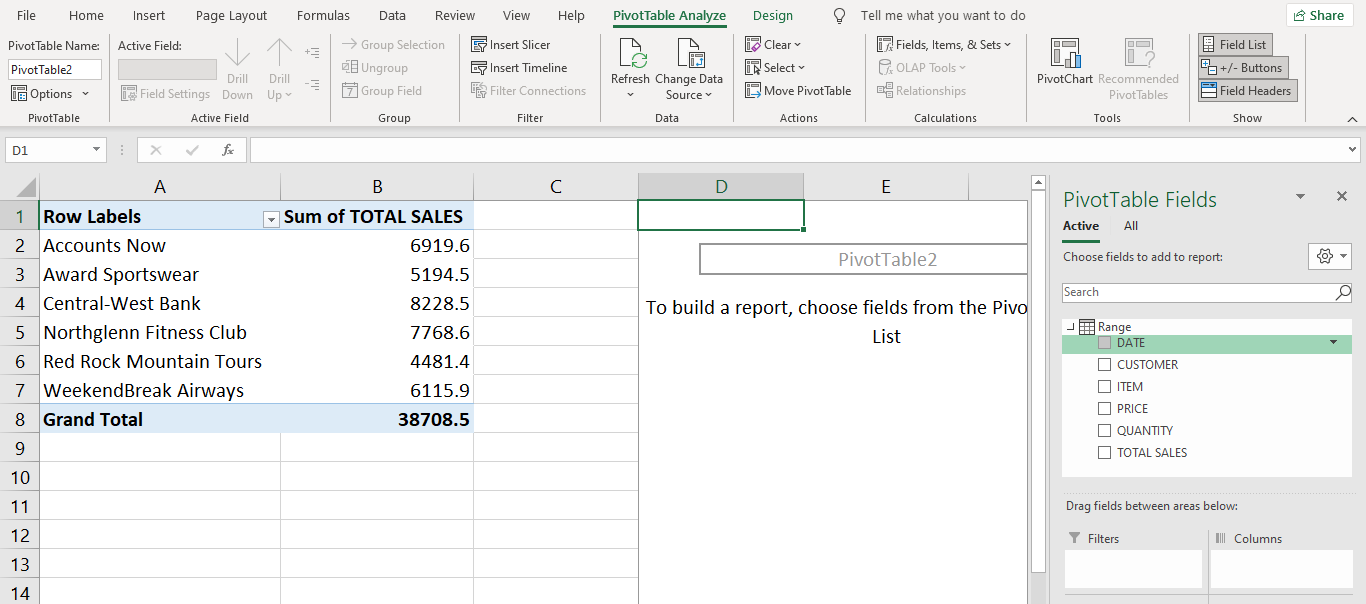 File Home Insert Page Layout Formulas Data Review View Help PivotTable Analyze Design Tell me what you want to do Share
PivotTable Name:
PivotTable2
Options
PivotTable
Active Field:
Field Settings
Drill Down
Drill Up
Active Field
Group Selection
Ungroup
Group Field
Group
Insert Slicer
Insert Timeline
Filter Connections
Filter
Refresh
Change Data
Source
Data
Clear
Select
Move PivotTable
Actions
Fields, Items, & Sets
OLAP Tools
Relationships
Calculations
PivotChart
Recommended
PivotTables
Tools
Field List
+/- Buttons
Field Headers
Show
D1
fx
A B C D E
1 Row Labels Sum of TOTAL SALES
2 Accounts Now 6919.6
3 Award Sportswear 5194.5
4 Central-West Bank 8228.5
5 Northglenn Fitness Club 7768.6
6 Red Rock Mountain Tours 4481.4
7 WeekendBreak Airways 6115.9
8 Grand Total 38708.5
9
10
11
12
13
14
PivotTable2
To build a report, choose fields from the Pivo
List
PivotTable Fields
Active All
Choose fields to add to report:
Search
Range
DATE
CUSTOMER
ITEM
PRICE
QUANTITY
TOTAL SALES
Drag fields between areas below:
Filters Columns